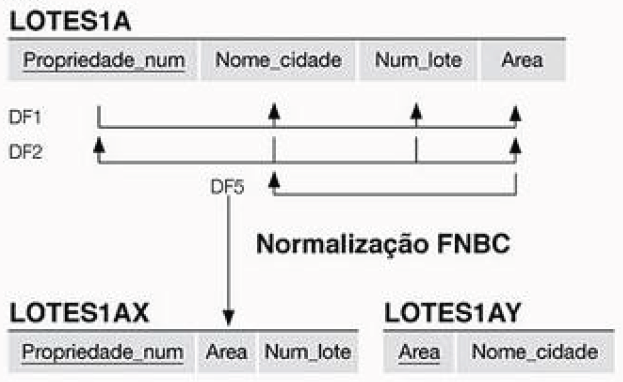 LOTES1A
Propriedade_num Nome_cidade Num_lote Area
DF1
DF2
DF5
Normalização FNBC
LOTES1AX LOTES1AY
Propriedade_num Area Num_lote Area Nome_cidade